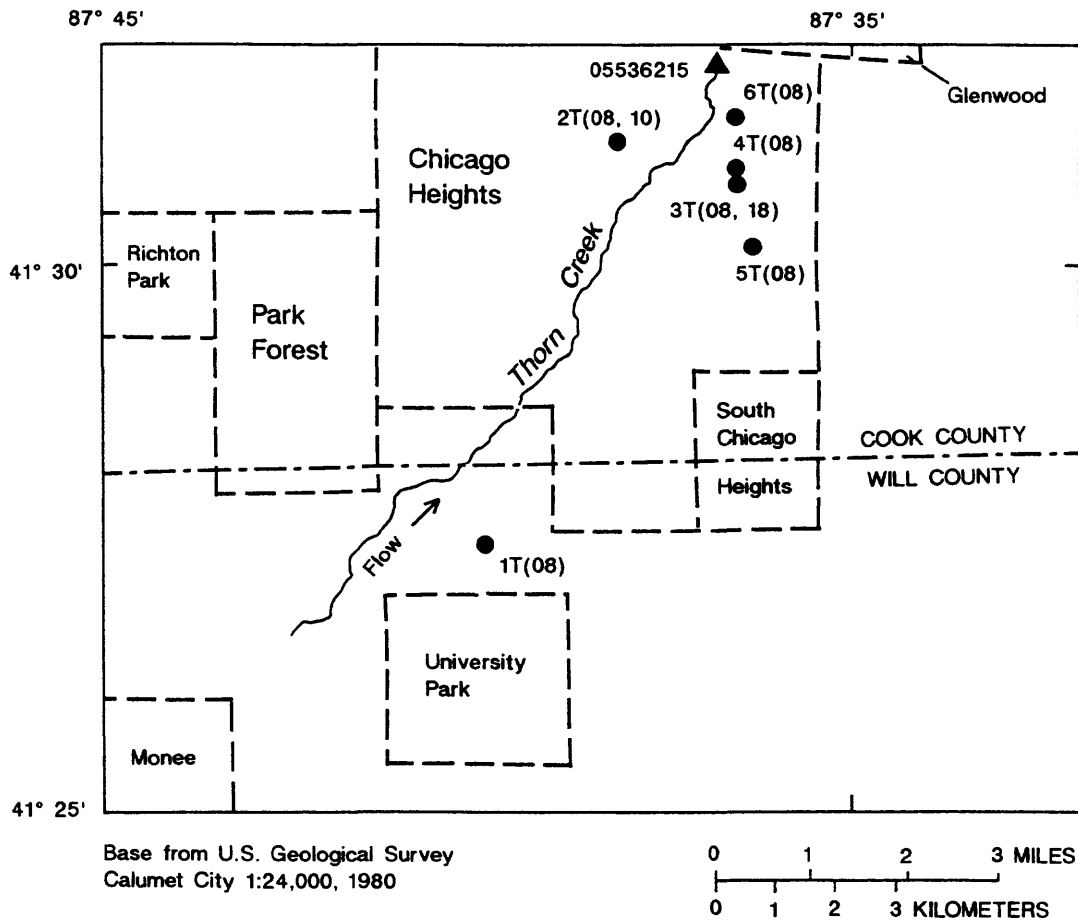 87° 45'
87° 35'
05536215
Glenwood
6T(08)
2T(08, 10)
4T(08)
Chicago
Heights
3T(08, 18)
Richton
Park
41° 30'
5T(08)
Park
Forest
Thorn Creek
South
Chicago
Heights
COOK COUNTY
WILL COUNTY
Flow
1T(08)
University
Park
Monee
41° 25'
Base from U.S. Geological Survey
Calumet City 1:24,000, 1980
0 1 2 3 MILES
0 1 2 3 KILOMETERS